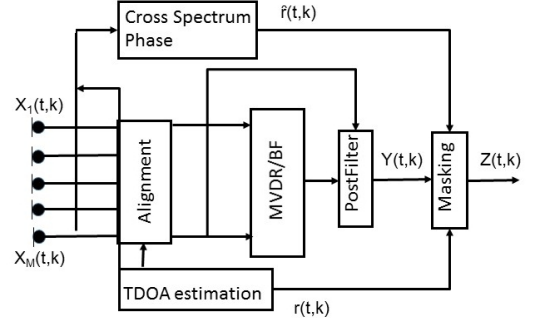 Cross Spectrum
Phase
r̂(t,k)
X1(t,k)
Alignment
MVDR/BF
PostFilter
Y(t,k)
Masking
Z(t,k)
XM(t,k)
TDOA estimation
r(t,k)